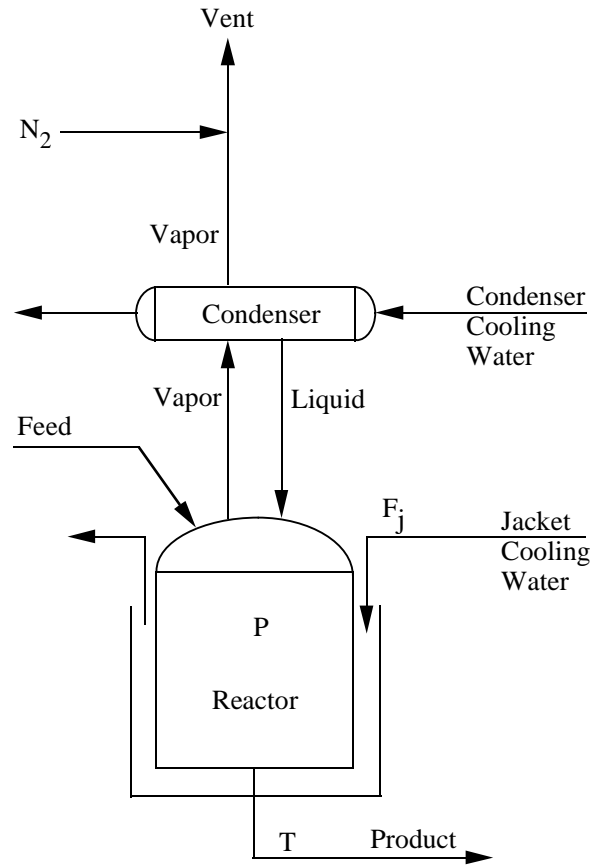 Vent
N2
Vapor
Condenser
Condenser
Cooling
Water
Vapor
Liquid
Feed
Fj
Jacket
Cooling
Water
P
Reactor
T
Product